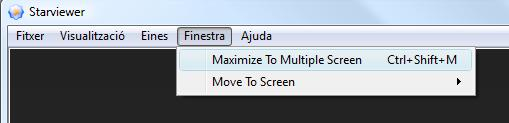 Starviewer
Fitxer Visualització Eines Finestra Ajuda
Maximize To Multiple Screen Ctrl+Shift+M
Move To Screen